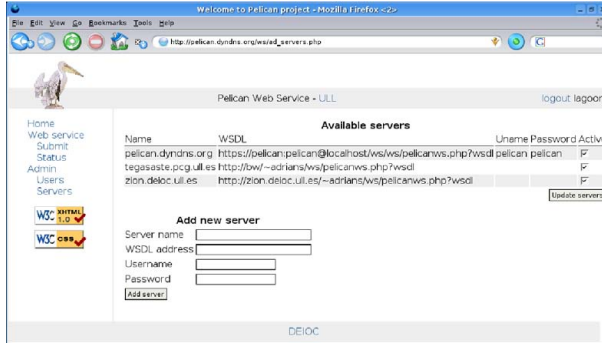 Welcome to Pelican project - Mozilla Firefox <2>
File Edit View Go Bookmarks Tools Help
http://pelican.dyndns.org/ws/ad_servers.php
Pelican Web Service - ULL
logout lagoon
Home
Web service
Submit
Status
Admin
Users
Servers
W3C XHTML 1.0
W3C css
Available servers
Name WSDL Uname Password Active
pelican.dyndns.org https://pelican:pelican@localhost/ws/ws/pelicanws.php?wsdl pelican pelican
tegasaste.pcg.ull.es http://bw/~adrians/ws/pelicanws.php?wsdl
zion.deioc.ull.es http://zion.deioc.ull.es/~adrians/ws/pelicanws.php?wsdl
Update servers
Add new server
Server name
WSDL address
Username
Password
Add server
DEIOC